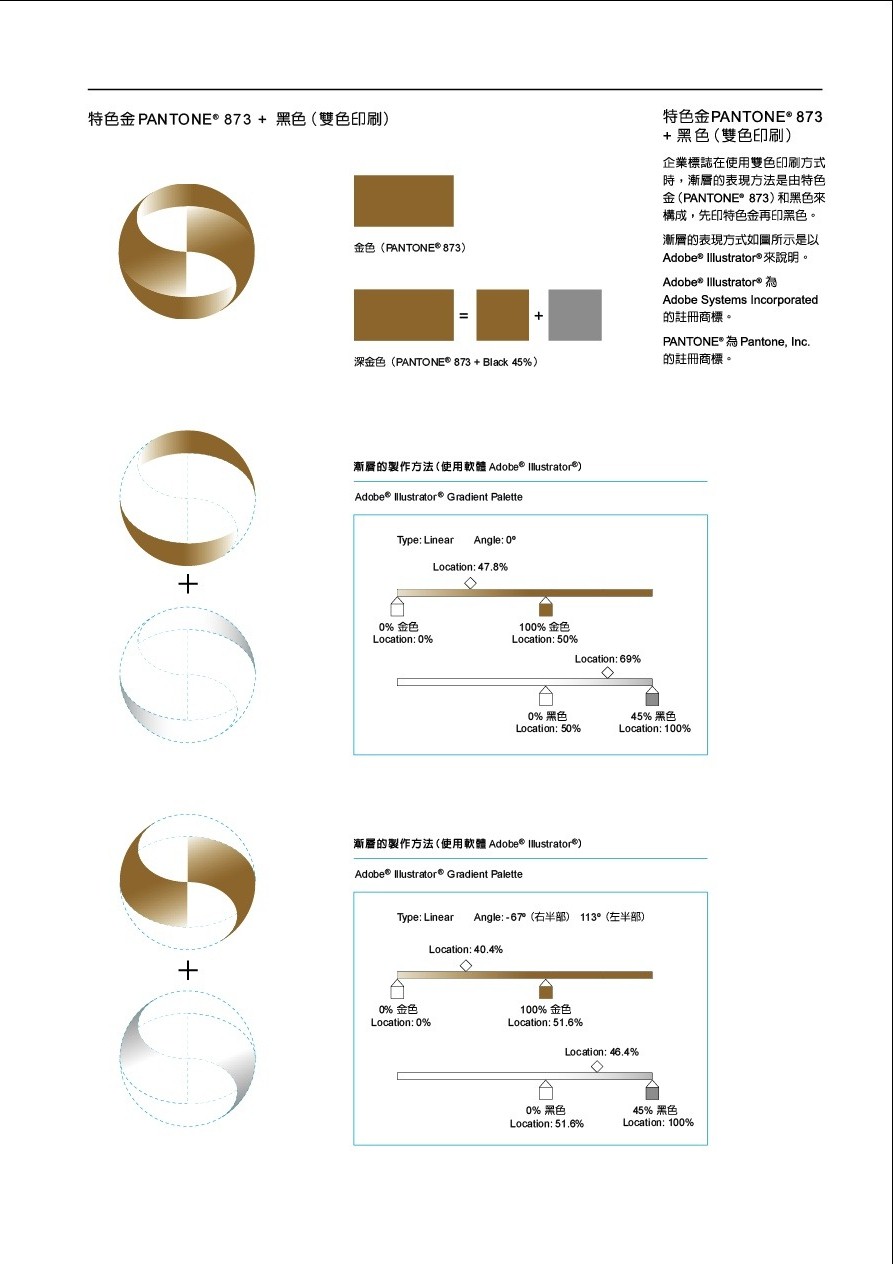 特色金PANTONE® 873 + 黑色（雙色印刷）
特色金PANTONE® 873
+ 黑色（雙色印刷）
企業標誌在使用雙色印刷方式
時，漸層的表現方法是由特色
金（PANTONE® 873）和黑色來
構成，先印特色金再印黑色。
漸層的表現方式如圖所示是以
Adobe® Illustrator®來說明。
Adobe® Illustrator® 為
Adobe Systems Incorporated
的註冊商標。
PANTONE® 為 Pantone, Inc.
的註冊商標。
金色（PANTONE® 873）
=
+
深金色（PANTONE® 873 + Black 45%）
漸層的製作方法（使用軟體 Adobe® Illustrator®）
Adobe® Illustrator® Gradient Palette
Type: Linear Angle: 0º
Location: 47.8%
0% 金色 100% 金色
Location: 0% Location: 50%
Location: 69%
0% 黑色 45% 黑色
Location: 50% Location: 100%
+
漸層的製作方法（使用軟體 Adobe® Illustrator®）
Adobe® Illustrator® Gradient Palette
Type: Linear Angle: -67º（右半部） 113º（左半部）
Location: 40.4%
0% 金色 100% 金色
Location: 0% Location: 51.6%
Location: 46.4%
0% 黑色 45% 黑色
Location: 51.6% Location: 100%
+